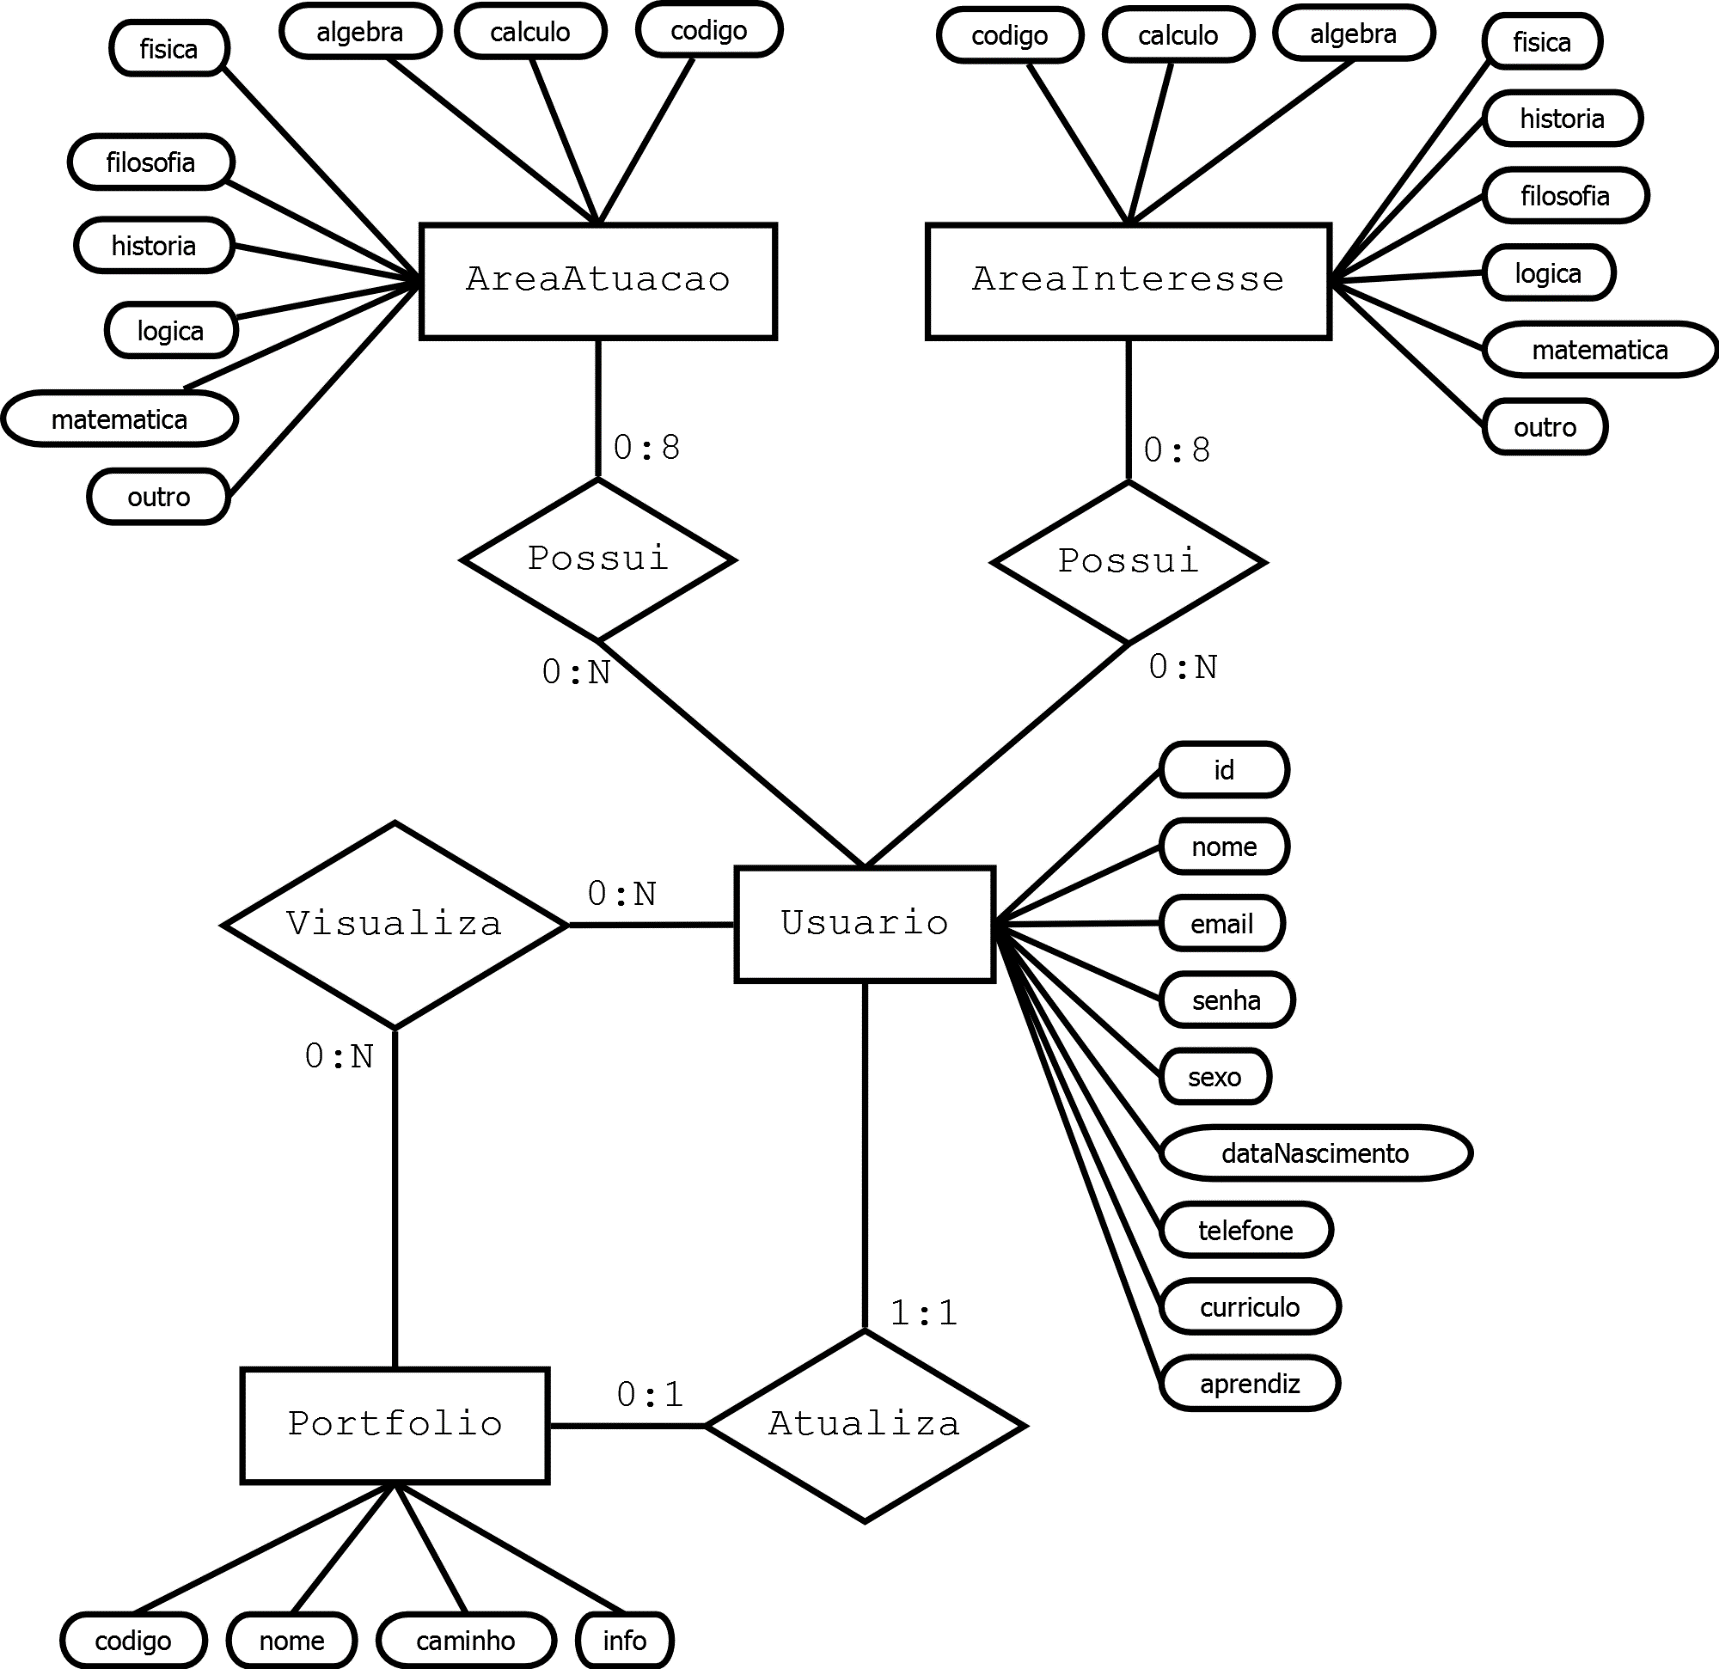 fisica
algebra
calculo
codigo
filosofia
historia
logica
matematica
outro
AreaAtuacao
0:8
Possui
0:N
codigo
calculo
algebra
fisica
historia
filosofia
logica
matematica
outro
AreaInteresse
0:8
Possui
0:N
Visualiza
0:N
0:N
Usuario
id
nome
email
senha
sexo
dataNascimento
telefone
curriculo
aprendiz
1:1
Atualiza
0:1
Portfolio
codigo
nome
caminho
info